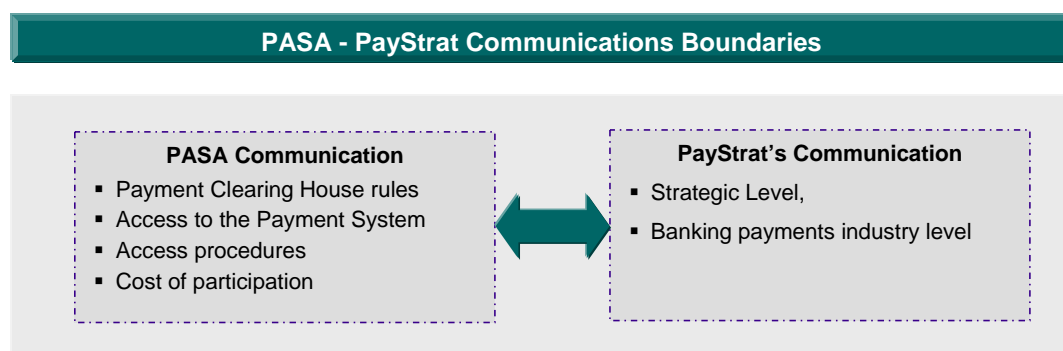 PASA - PayStrat Communications Boundaries
PASA Communication
▪ Payment Clearing House rules
▪ Access to the Payment System
▪ Access procedures
▪ Cost of participation
PayStrat’s Communication
▪ Strategic Level,
▪ Banking payments industry level